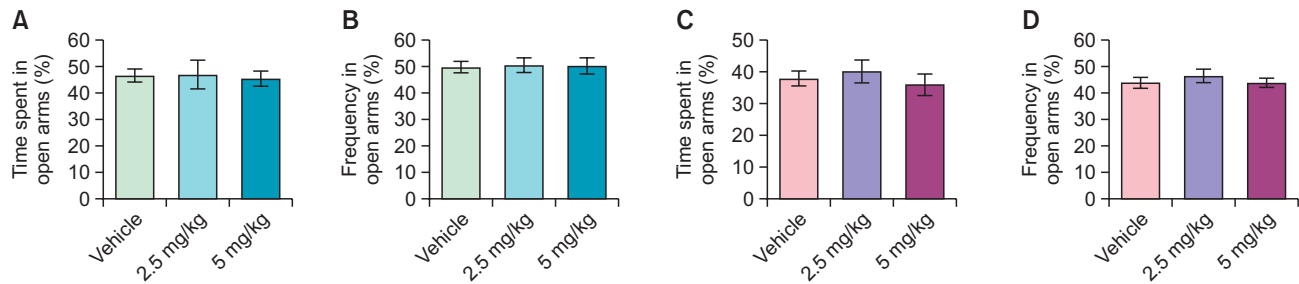 A
Time spent in
open arms (%)
60
50
40
30
20
10
0
Vehicle
2.5 mg/kg
5 mg/kg
B
Frequency in
open arms (%)
60
50
40
30
20
10
0
Vehicle
2.5 mg/kg
5 mg/kg
C
Time spent in
open arms (%)
50
40
30
40
10
0
Vehicle
2.5 mg/kg
5 mg/kg
D
Frequency in
open arms (%)
60
50
40
30
20
10
0
Vehicle
2.5 mg/kg
5 mg/kg